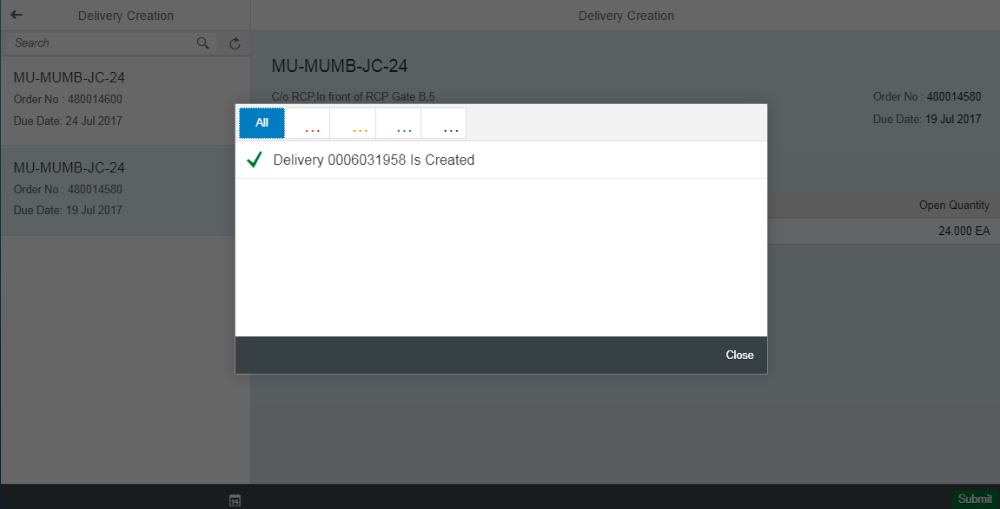 Delivery Creation
Delivery Creation
Search
MU-MUMB-JC-24
Order No : 480014600
Due Date: 24 Jul 2017
MU-MUMB-JC-24
Order No : 480014580
Due Date: 19 Jul 2017
MU-MUMB-JC-24
C/o RCP,In front of RCP Gate B,5
Order No : 480014580
Due Date: 19 Jul 2017
All
...
...
...
...
Delivery 0006031958 Is Created
Open Quantity
24.000 EA
Close
14
Submit